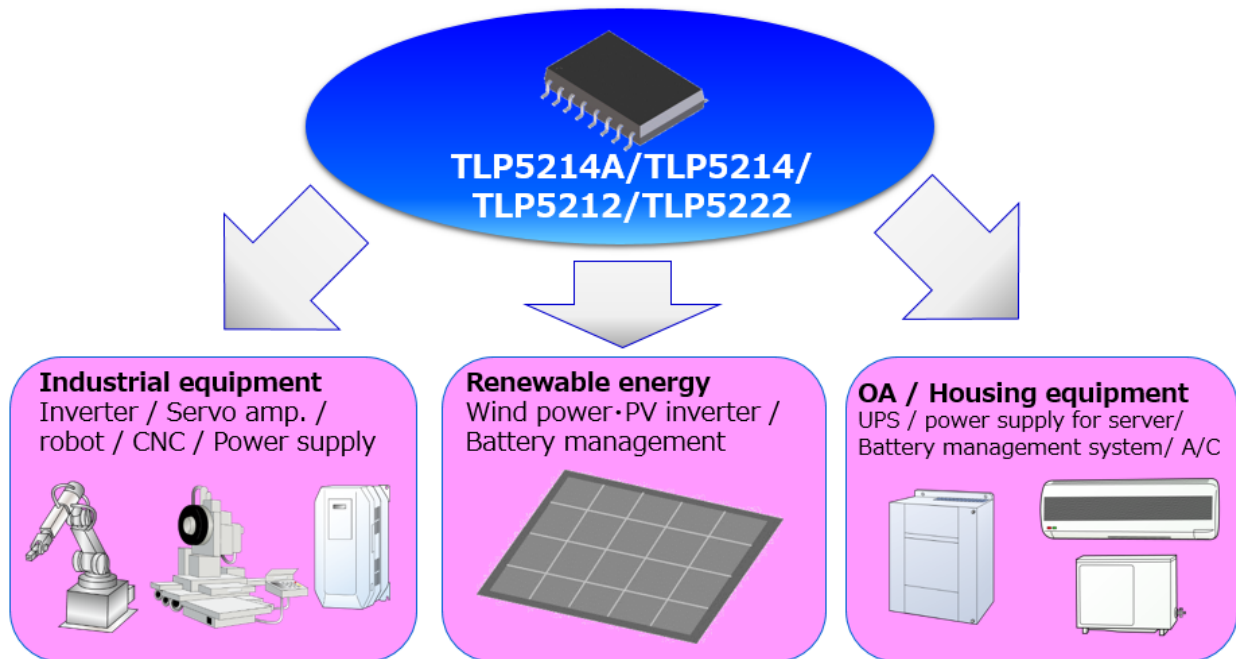 TLP5214A/TLP5214/
TLP5212/TLP5222
Industrial equipment
Inverter / Servo amp. /
robot / CNC / Power supply
Renewable energy
Wind power・PV inverter /
Battery management
OA / Housing equipment
UPS / power supply for server/
Battery management system/ A/C